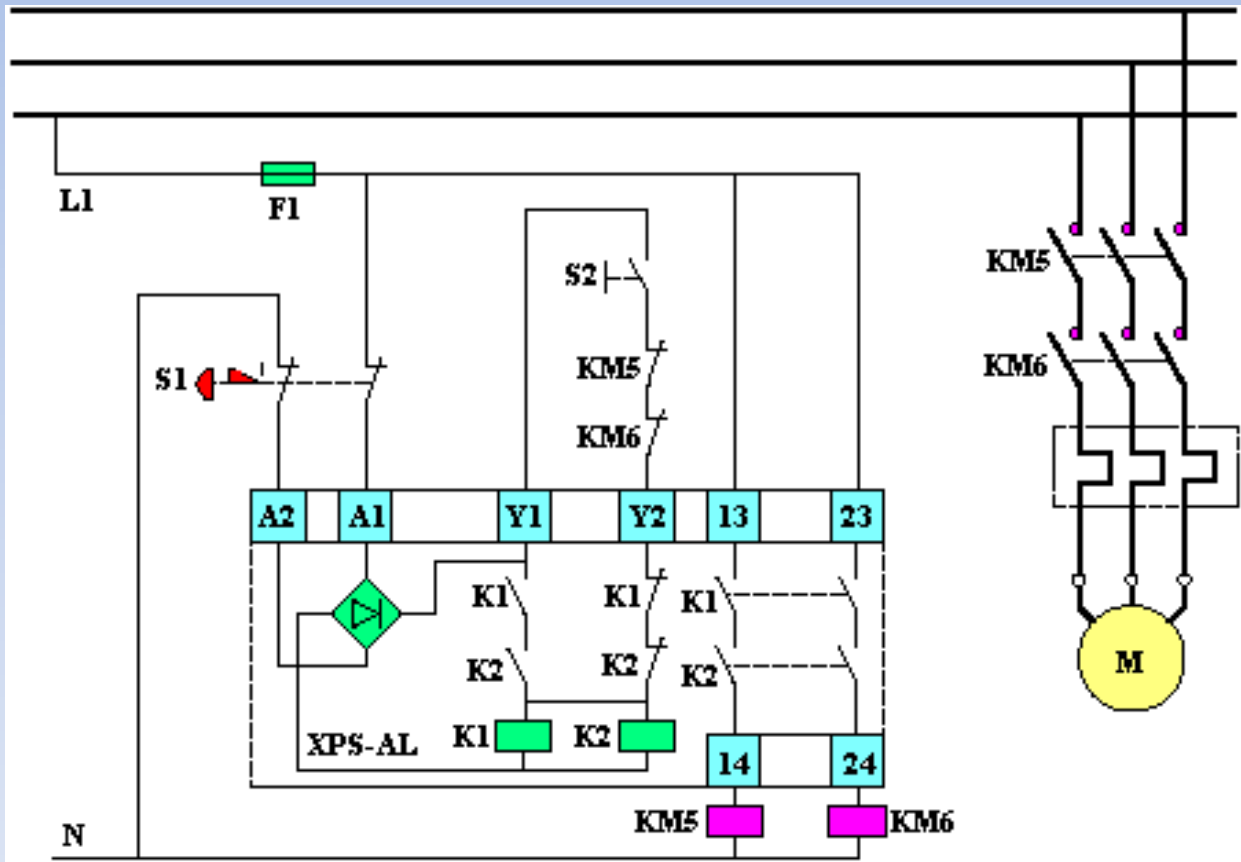 L1
F1
S2
KM5
KM5
KM6
S1
KM6
A2 A1 Y1 Y2 13 23
K1 K1 K1
K2 K2 K2
M
XPS-AL K1 K2
14 24
KM5 KM6
N